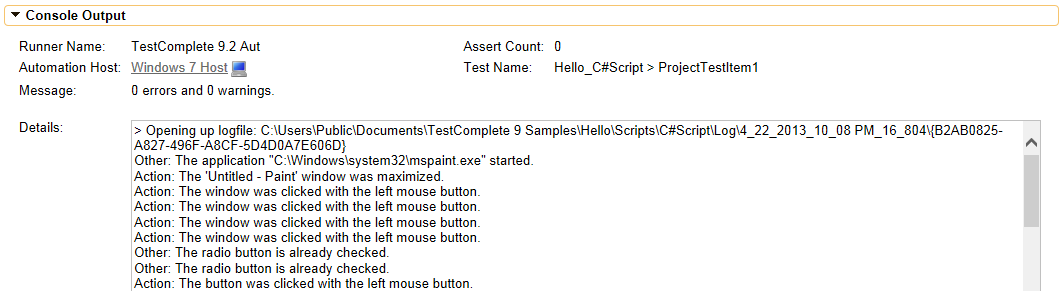 Console Output
Runner Name: TestComplete 9.2 Aut Assert Count: 0
Automation Host: Windows 7 Host Test Name: Hello_C#Script > ProjectTestItem1
Message: 0 errors and 0 warnings.
Details: > Opening up logfile: C:\Users\Public\Documents\TestComplete 9 Samples\Hello\Scripts\C#Script\Log\4_22_2013_10_08 PM_16_804\{B2AB0825-
A827-496F-A8CF-5D4D0A7E606D}
Other: The application "C:\Windows\system32\mspaint.exe" started.
Action: The 'Untitled - Paint' window was maximized.
Action: The window was clicked with the left mouse button.
Action: The window was clicked with the left mouse button.
Action: The window was clicked with the left mouse button.
Action: The window was clicked with the left mouse button.
Other: The radio button is already checked.
Other: The radio button is already checked.
Action: The button was clicked with the left mouse button.